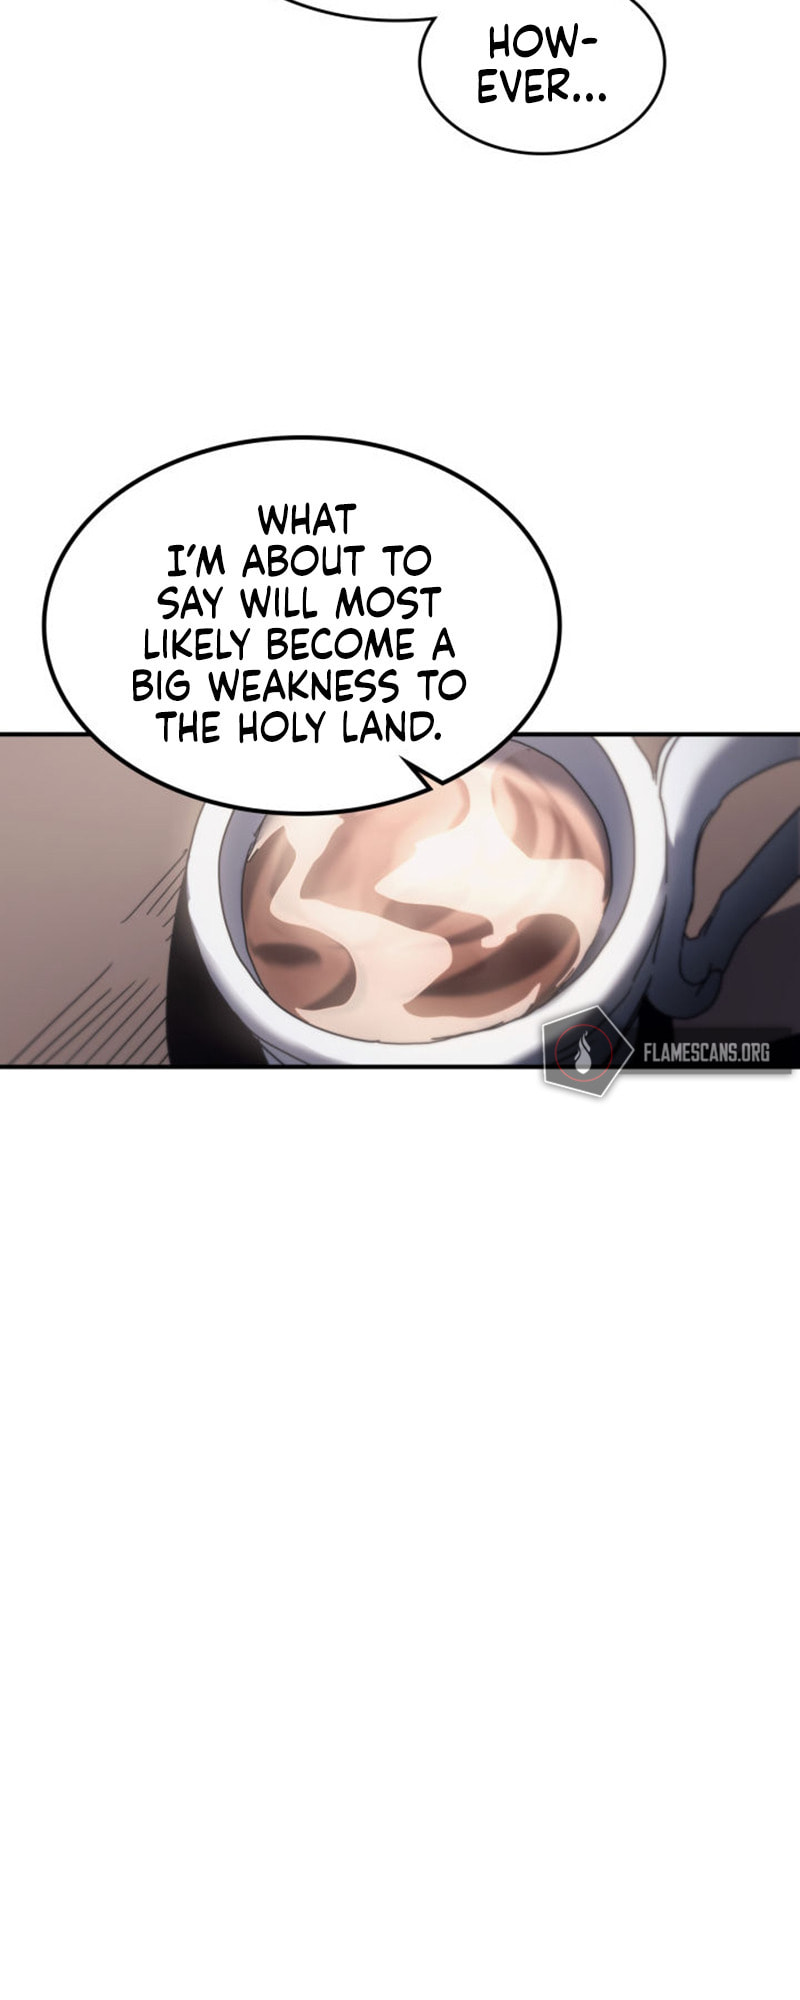 HOW-
EVER...
WHAT
I'M ABOUT TO
SAY WILL MOST
LIKELY BECOME A
BIG WEAKNESS TO
THE HOLY LAND.
FLAMESCANS.ORG